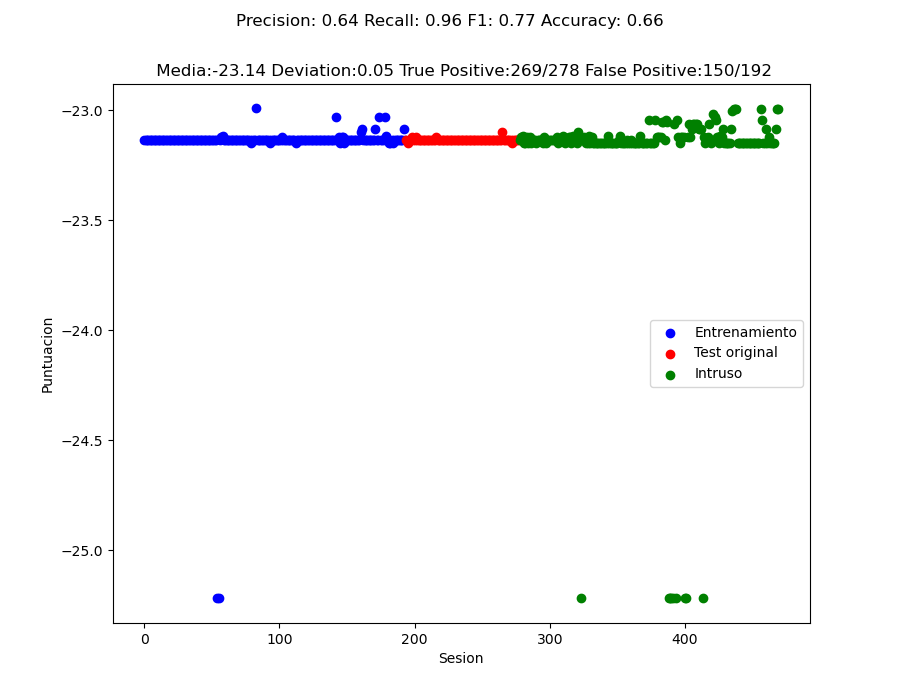 Precision: 0.64 Recall: 0.96 F1: 0.77 Accuracy: 0.66
Media:-23.14 Deviation:0.05 True Positive:269/278 False Positive:150/192
−23.0
−23.5
−24.0
−24.5
−25.0
Puntuacion
Entrenamiento
Test original
Intruso
0 100 200 300 400
Sesion